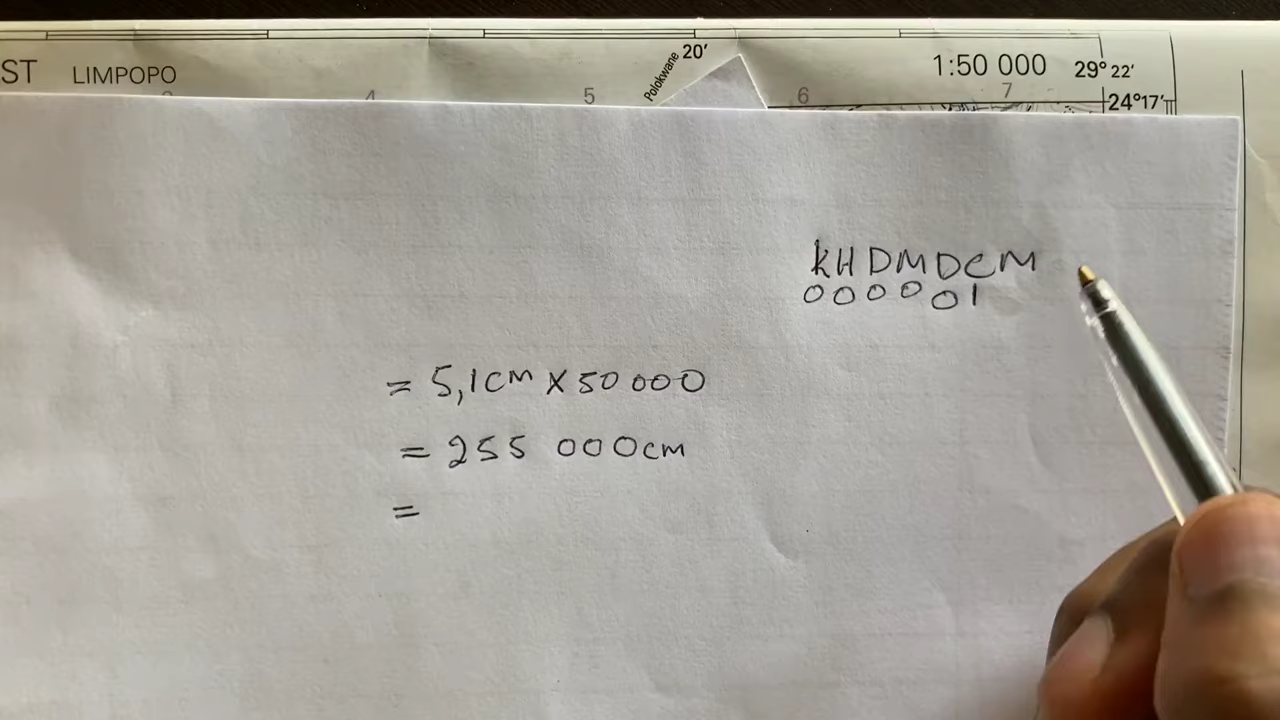 20'
ST LIMPOPO Polokwane 1:50 000 29° 22'
4 5 6 7 24°17'
KHDMDCM
000001
= 5,1cm x 50 000
= 255 000cm
=